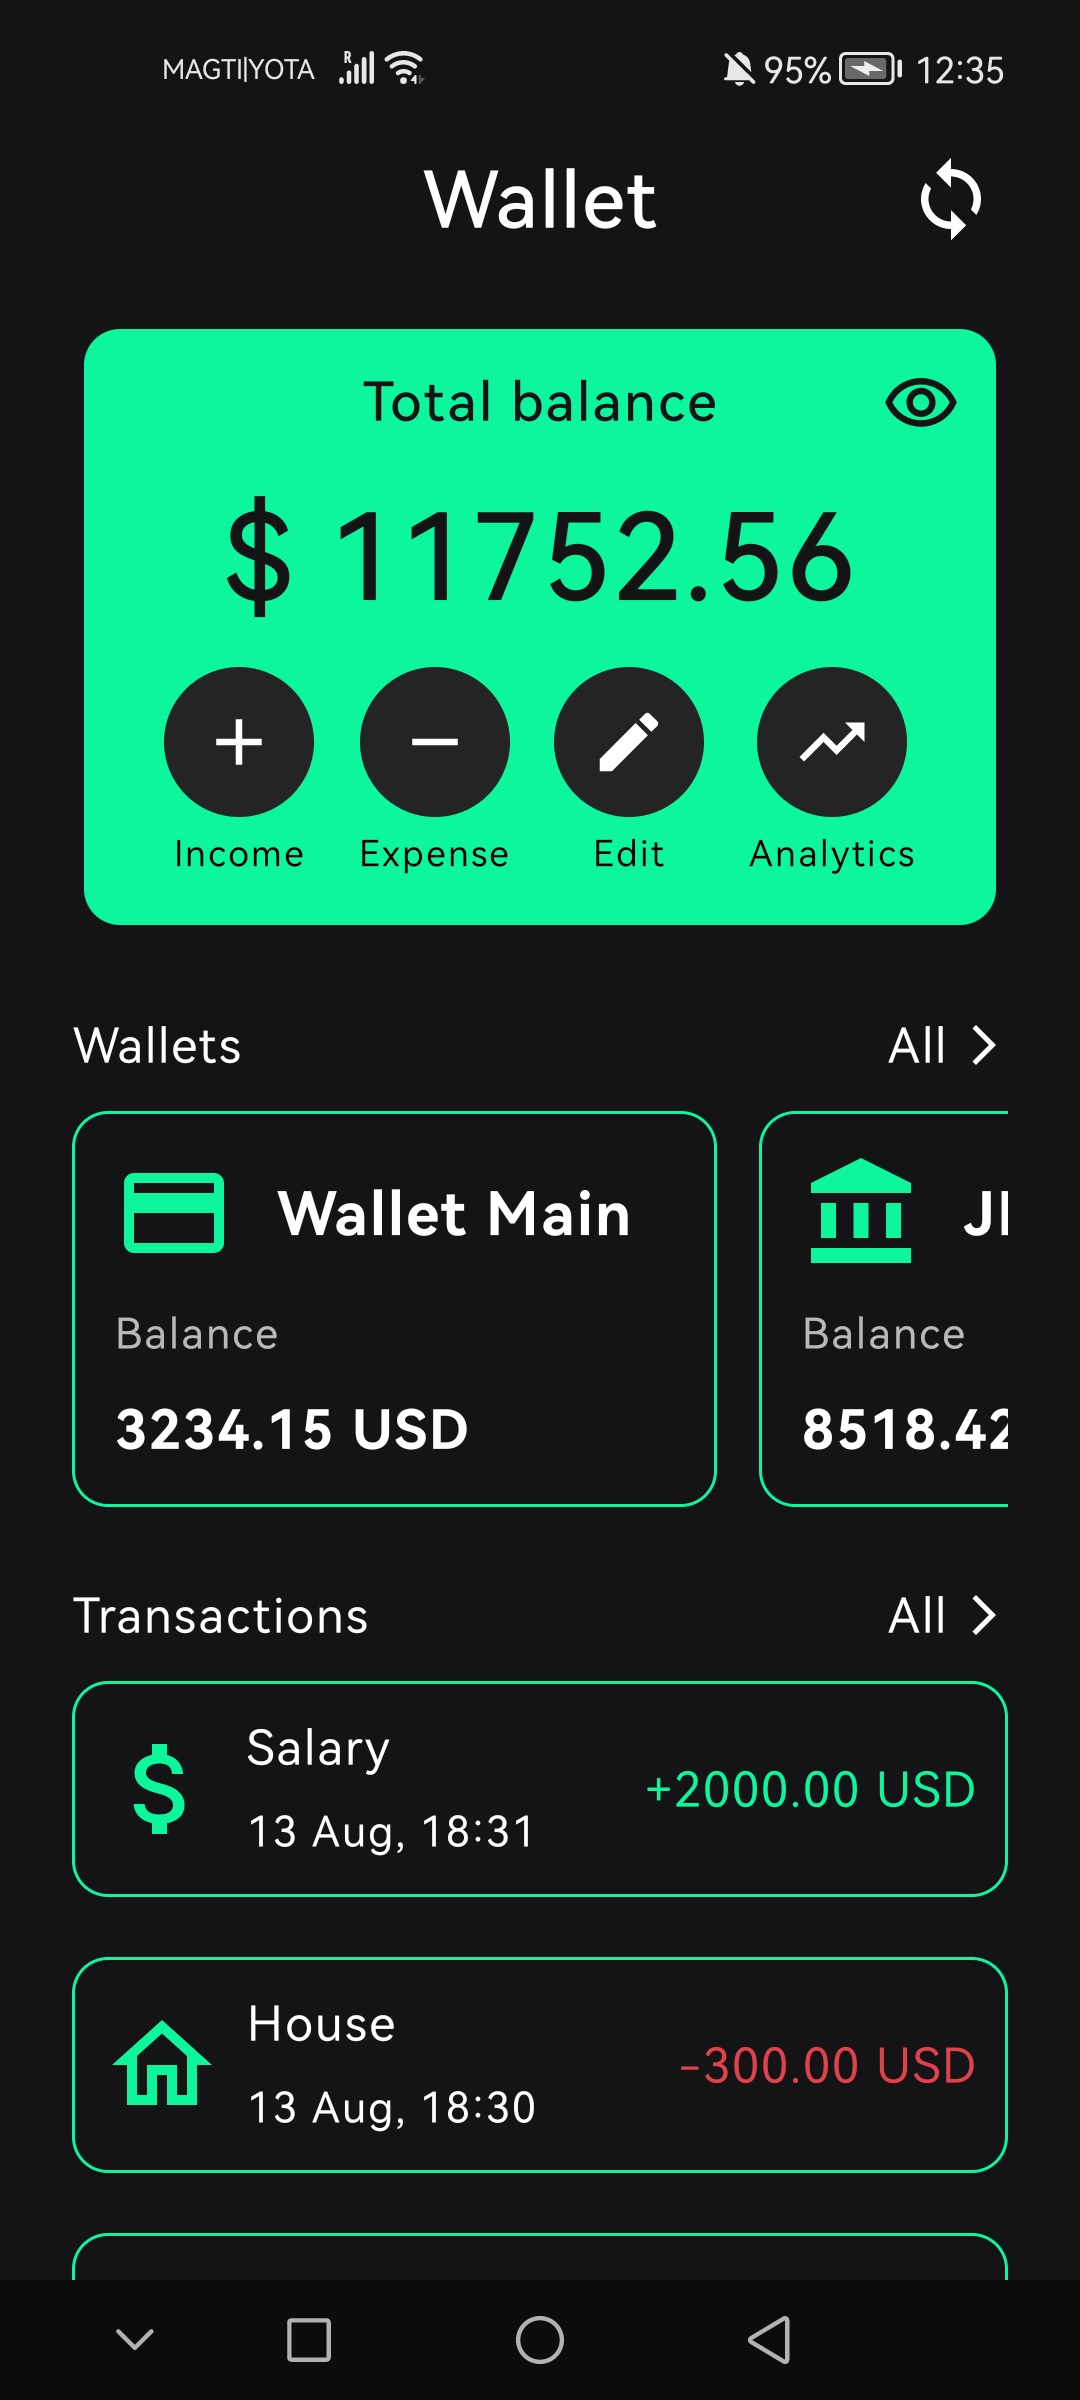 MAGTI|YOTA R 95% 12:35
Wallet
Total balance
$ 11752.56
Income Expense Edit Analytics
Wallets All
Wallet Main
Balance Balance
3234.15 USD 8518.42
Transactions All
Salary
+2000.00 USD
13 Aug, 18:31
House
-300.00 USD
13 Aug, 18:30